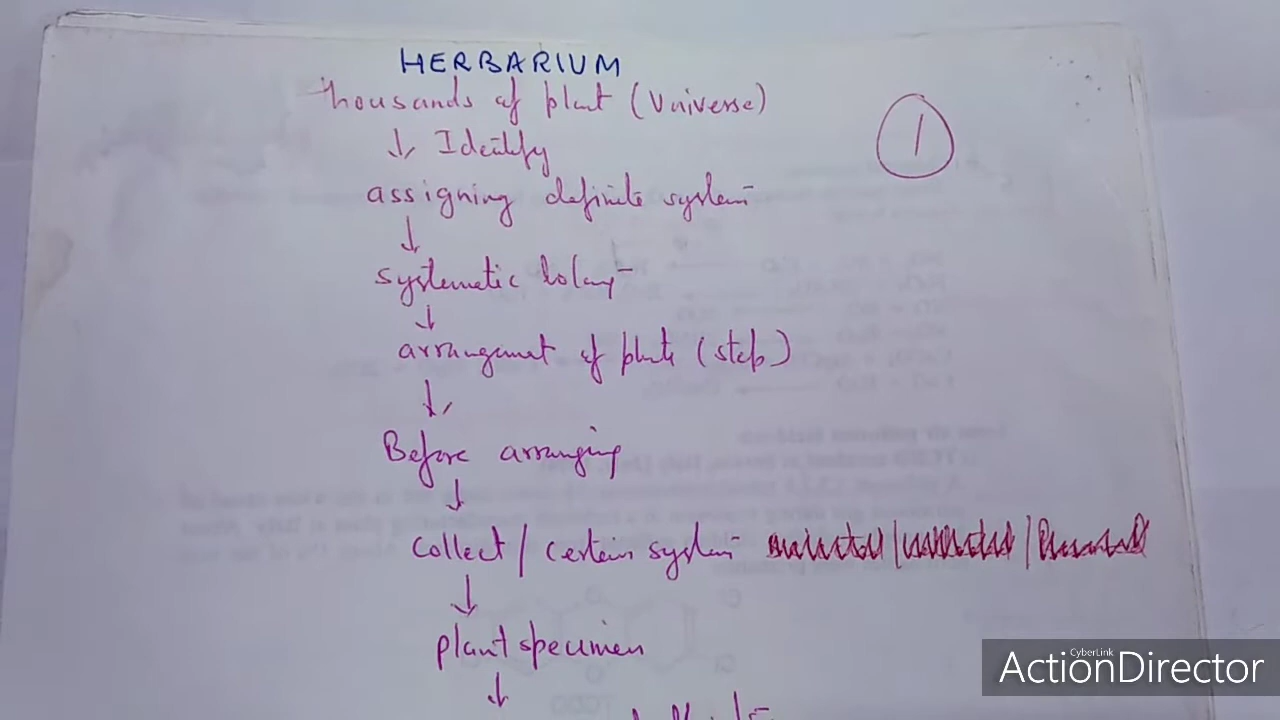 HERBARIUM
Thousands of plant (Universe)
1
↓ Identify
assigning definite system
↓
systematic botany
↓
arrangement of plants (step)
↓
Before arranging
↓
collect / certain system
↓
plant specimen
↓
CyberLink
ActionDirector